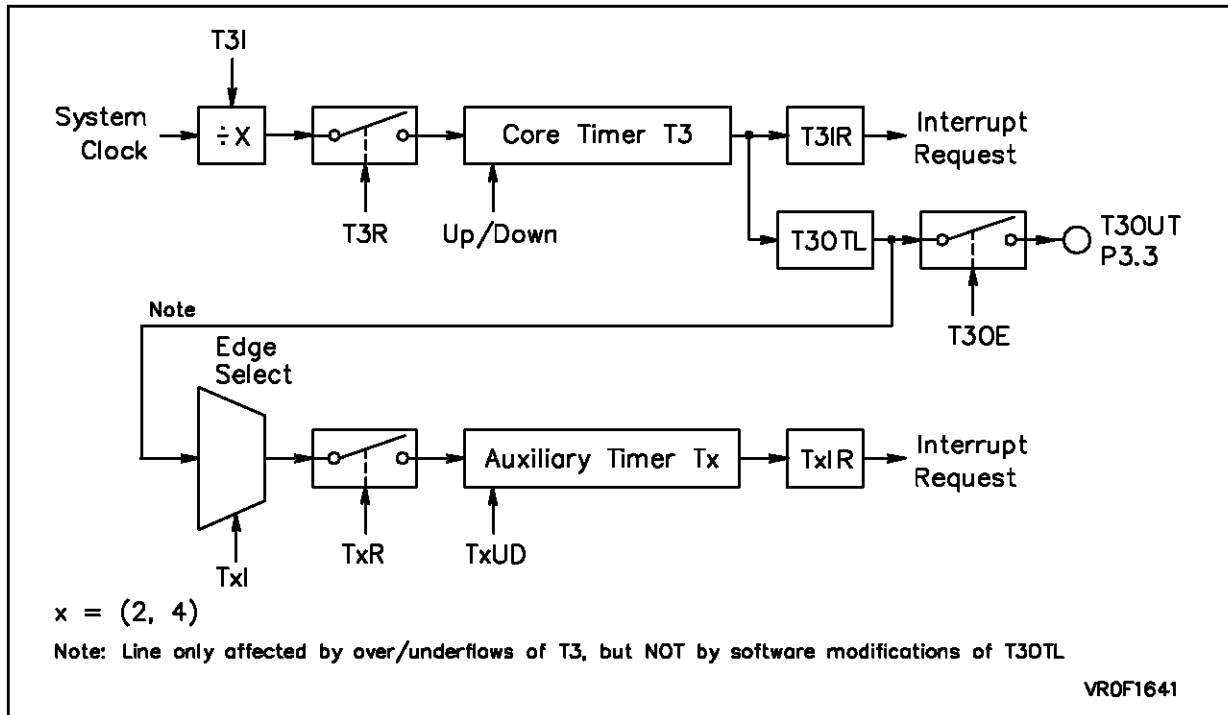 T3I
System
Clock
÷X
Core Timer T3
T3IR
Interrupt
Request
T3R
Up/Down
T3OTL
T3OUT
P3.3
T3OE
Note
Edge
Select
Auxiliary Timer Tx
TxIR
Interrupt
Request
TxI
TxR
TxUD
x = (2, 4)
Note: Line only affected by over/underflows of T3, but NOT by software modifications of T3OTL
VR0F1641